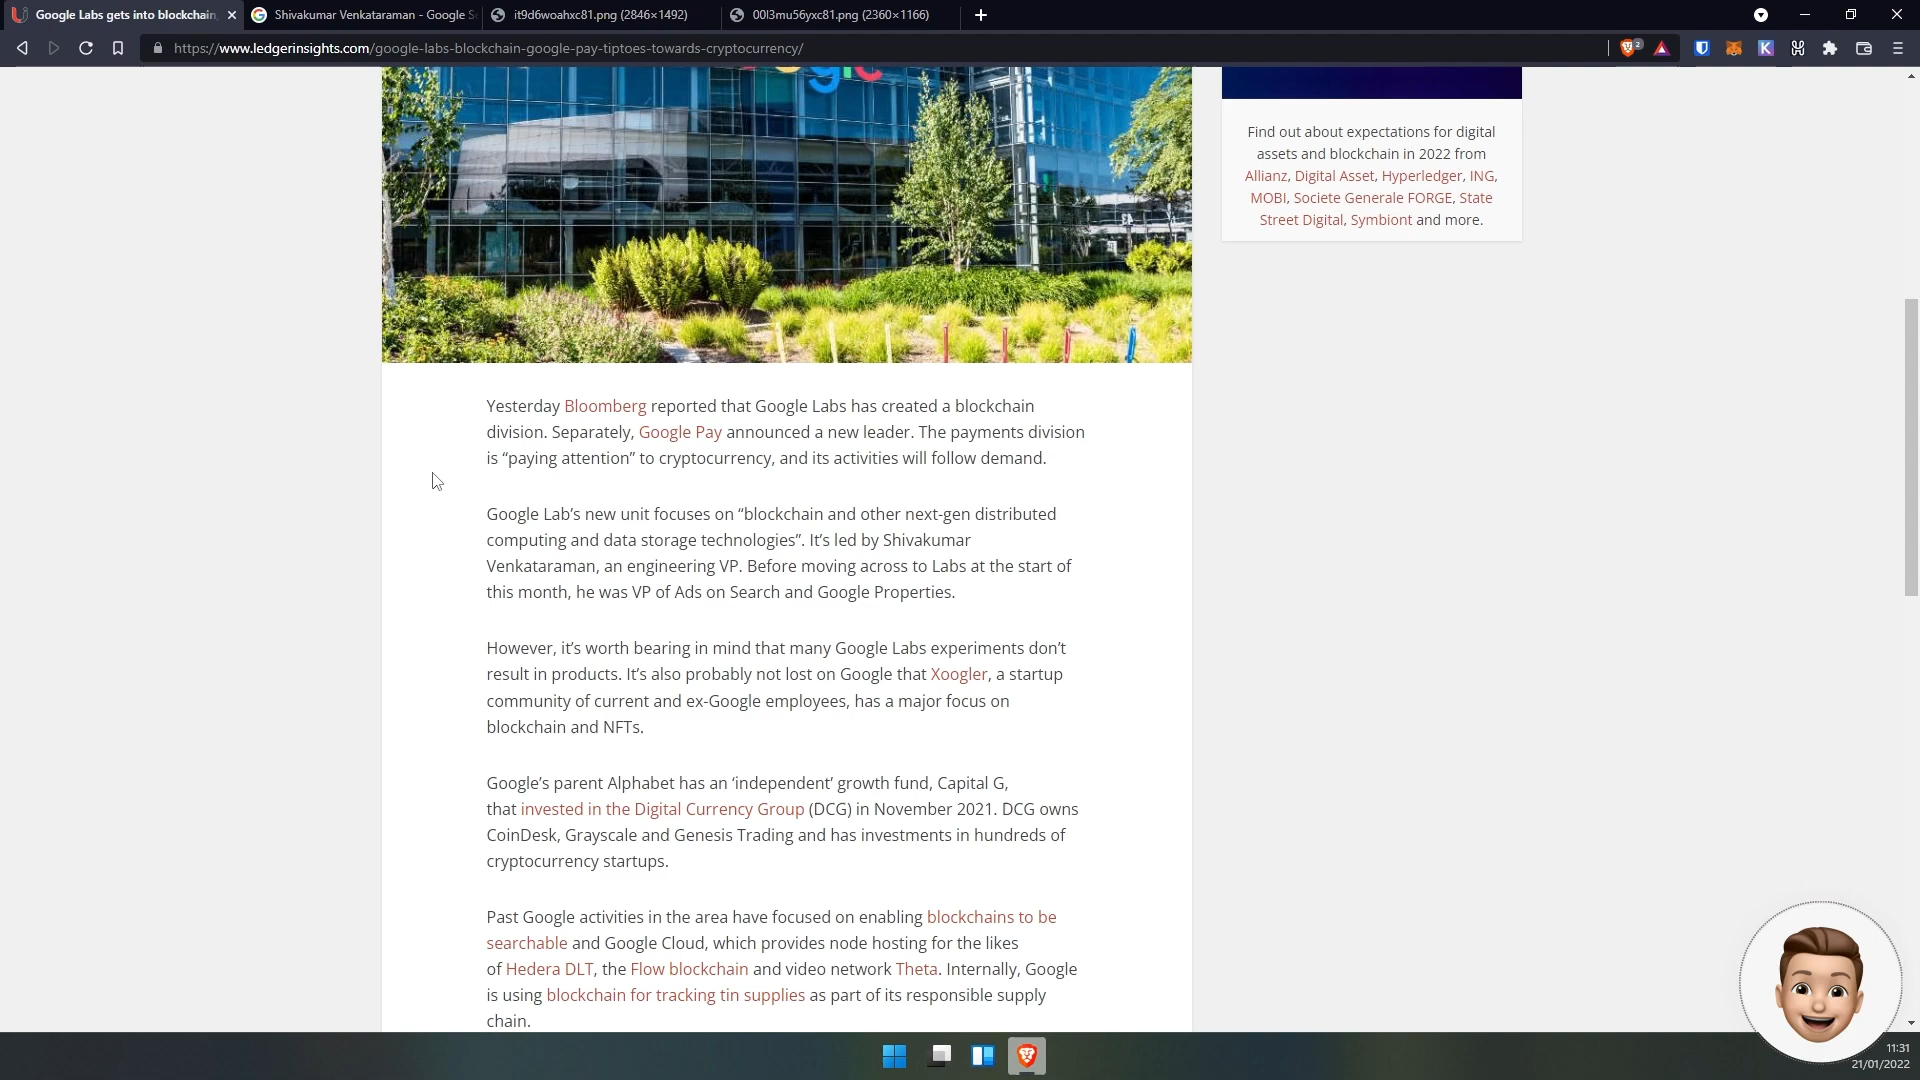 Google Labs gets into blockchain,
Shivakumar Venkataraman - Google S
it9d6woahxc81.png (2846×1492)
00l3mu56yxc81.png (2360×1166)
https://www.ledgerinsights.com/google-labs-blockchain-google-pay-tiptoes-towards-cryptocurrency/
2
Find out about expectations for digital
assets and blockchain in 2022 from
Allianz, Digital Asset, Hyperledger, ING,
MOBI, Societe Generale FORGE, State
Street Digital, Symbiont and more.
Yesterday Bloomberg reported that Google Labs has created a blockchain
division. Separately, Google Pay announced a new leader. The payments division
is “paying attention” to cryptocurrency, and its activities will follow demand.
Google Lab’s new unit focuses on “blockchain and other next-gen distributed
computing and data storage technologies”. It’s led by Shivakumar
Venkataraman, an engineering VP. Before moving across to Labs at the start of
this month, he was VP of Ads on Search and Google Properties.
However, it’s worth bearing in mind that many Google Labs experiments don’t
result in products. It’s also probably not lost on Google that Xoogler, a startup
community of current and ex-Google employees, has a major focus on
blockchain and NFTs.
Google’s parent Alphabet has an ‘independent’ growth fund, Capital G,
that invested in the Digital Currency Group (DCG) in November 2021. DCG owns
CoinDesk, Grayscale and Genesis Trading and has investments in hundreds of
cryptocurrency startups.
Past Google activities in the area have focused on enabling blockchains to be
searchable and Google Cloud, which provides node hosting for the likes
of Hedera DLT, the Flow blockchain and video network Theta. Internally, Google
is using blockchain for tracking tin supplies as part of its responsible supply
chain.
11:31
21/01/2022